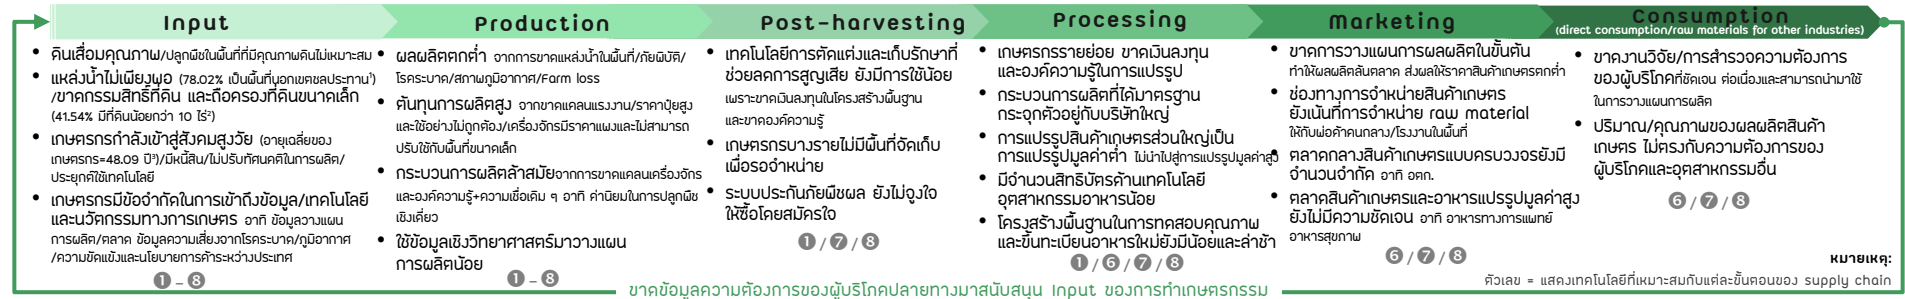 Input
• ดินเสื่อมคุณภาพ/ปลูกพืชในพื้นที่ที่มีคุณภาพดินไม่เหมาะสม
• แหล่งน้ำไม่เพียงพอ (78.02% เป็นพื้นที่นอกเขตชลประทาน¹)
/ขาดกรรมสิทธิ์ที่ดิน และถือครองที่ดินขนาดเล็ก
(41.54% มีที่ดินน้อยกว่า 10 ไร่²)
• เกษตรกรกำลังเข้าสู่สังคมสูงวัย (อายุเฉลี่ยของ
เกษตรกร=48.09 ปี³)/มีหนี้สิน/ไม่ปรับทัศนคติในการผลิต/
ประยุกต์ใช้เทคโนโลยี
• เกษตรกรมีข้อจำกัดในการเข้าถึงข้อมูล/เทคโนโลยี
และนวัตกรรมทางการเกษตร อาทิ ข้อมูลวางแผน
การผลิต/ตลาด ข้อมูลความเสี่ยงจากโรคระบาด/ภูมิอากาศ
/ความขัดแย้งและนโยบายการค้าระหว่างประเทศ
❶ – ❽
Production
• ผลผลิตตกต่ำ จากการขาดแหล่งน้ำในพื้นที่/ภัยพิบัติ/
โรคระบาด/สภาพภูมิอากาศ/Farm loss
• ต้นทุนการผลิตสูง จากขาดแคลนแรงงาน/ราคาปุ๋ยสูง
และใช้อย่างไม่ถูกต้อง/เครื่องจักรมีราคาแพงและไม่สามารถ
ปรับใช้กับพื้นที่ขนาดเล็ก
• กระบวนการผลิตล้าสมัยจากการขาดแคลนเครื่องจักร
และองค์ความรู้+ความเชื่อเดิม ๆ อาทิ ค่านิยมในการปลูกพืช
เชิงเดี่ยว
• ใช้ข้อมูลเชิงวิทยาศาสตร์มาวางแผน
การผลิตน้อย
❶ – ❽
Post-harvesting
• เทคโนโลยีการตัดแต่งและเก็บรักษาที่
ช่วยลดการสูญเสีย ยังมีการใช้น้อย
เพราะขาดเงินลงทุนในโครงสร้างพื้นฐาน
และขาดองค์ความรู้
• เกษตรกรบางรายไม่มีพื้นที่จัดเก็บ
เพื่อรอจำหน่าย
• ระบบประกันภัยพืชผล ยังไม่จูงใจ
ให้ซื้อโดยสมัครใจ
❶ / ❼ / ❽
Processing
• เกษตรกรรายย่อย ขาดเงินลงทุน
และองค์ความรู้ในการแปรรูป
• กระบวนการผลิตที่ได้มาตรฐาน
กระจุกตัวอยู่กับบริษัทใหญ่
• การแปรรูปสินค้าเกษตรส่วนใหญ่เป็น
การแปรรูปมูลค่าต่ำ ไม่นำไปสู่การแปรรูปมูลค่าสูง
• มีจำนวนสิทธิบัตรด้านเทคโนโลยี
อุตสาหกรรมอาหารน้อย
• โครงสร้างพื้นฐานในการทดสอบคุณภาพ
และขึ้นทะเบียนอาหารใหม่ยังมีน้อยและล่าช้า
❶ / ❻ / ❼ / ❽
Marketing
• ขาดการวางแผนการผลผลิตในขั้นต้น
ทำให้ผลผลิตล้นตลาด ส่งผลให้ราคาสินค้าเกษตรตกต่ำ
• ช่องทางการจำหน่ายสินค้าเกษตร
ยังเน้นที่การจำหน่าย raw material
ให้กับพ่อค้าคนกลาง/โรงงานในพื้นที่
• ตลาดกลางสินค้าเกษตรแบบครบวงจรยังมี
จำนวนจำกัด อาทิ อตก.
• ตลาดสินค้าเกษตรและอาหารแปรรูปมูลค่าสูง
ยังไม่มีความชัดเจน อาทิ อาหารทางการแพทย์
อาหารสุขภาพ
❻ / ❼ / ❽
Consumption
(direct consumption/raw materials for other industries)
• ขาดงานวิจัย/การสำรวจความต้องการ
ของผู้บริโภคที่ชัดเจน ต่อเนื่องและสามารถนำมาใช้
ในการวางแผนการผลิต
• ปริมาณ/คุณภาพของผลผลิตสินค้า
เกษตร ไม่ตรงกับความต้องการของ
ผู้บริโภคและอุตสาหกรรมอื่น
❻ / ❼ / ❽
หมายเหตุ:
ตัวเลข = แสดงเทคโนโลยีที่เหมาะสมกับแต่ละขั้นตอนของ supply chain
ขาดข้อมูลความต้องการของผู้บริโภคปลายทางมาสนับสนุน Input ของการทำเกษตรกรรม